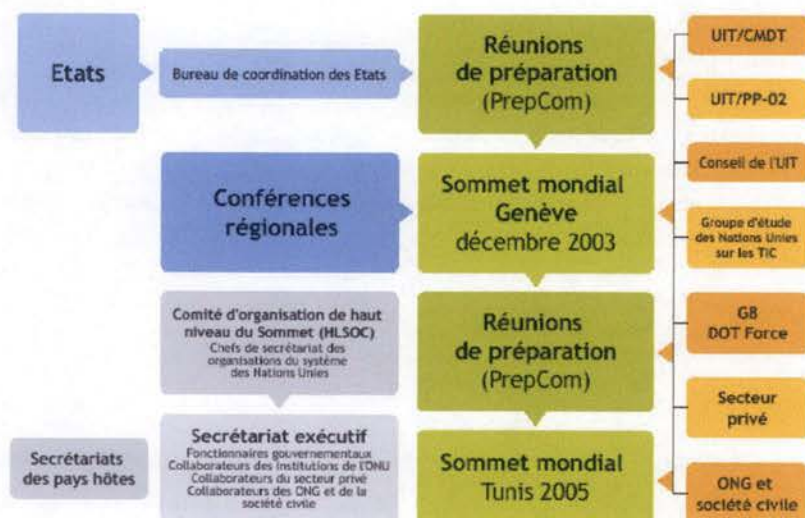 Etats
Bureau de coordination des Etats
Réunions
de préparation
(PrepCom)
UIT/CMDT
UIT/PP-02
Conseil de l'UIT
Conférences
régionales
Sommet mondial
Genève
décembre 2003
Groupe d'étude
des Nations Unies
sur les TIC
Comité d'organisation de haut
niveau du Sommet (HLSOC)
Chefs de secrétariat des
organisations du système
des Nations Unies
Réunions
de préparation
(PrepCom)
G8
DOT Force
Secteur
privé
Secrétariats
des pays hôtes
Secrétariat exécutif
Fonctionnaires gouvernementaux
Collaborateurs des institutions de l'ONU
Collaborateurs du secteur privé
Collaborateurs des ONG et de la
société civile
Sommet mondial
Tunis 2005
ONG et
société civile